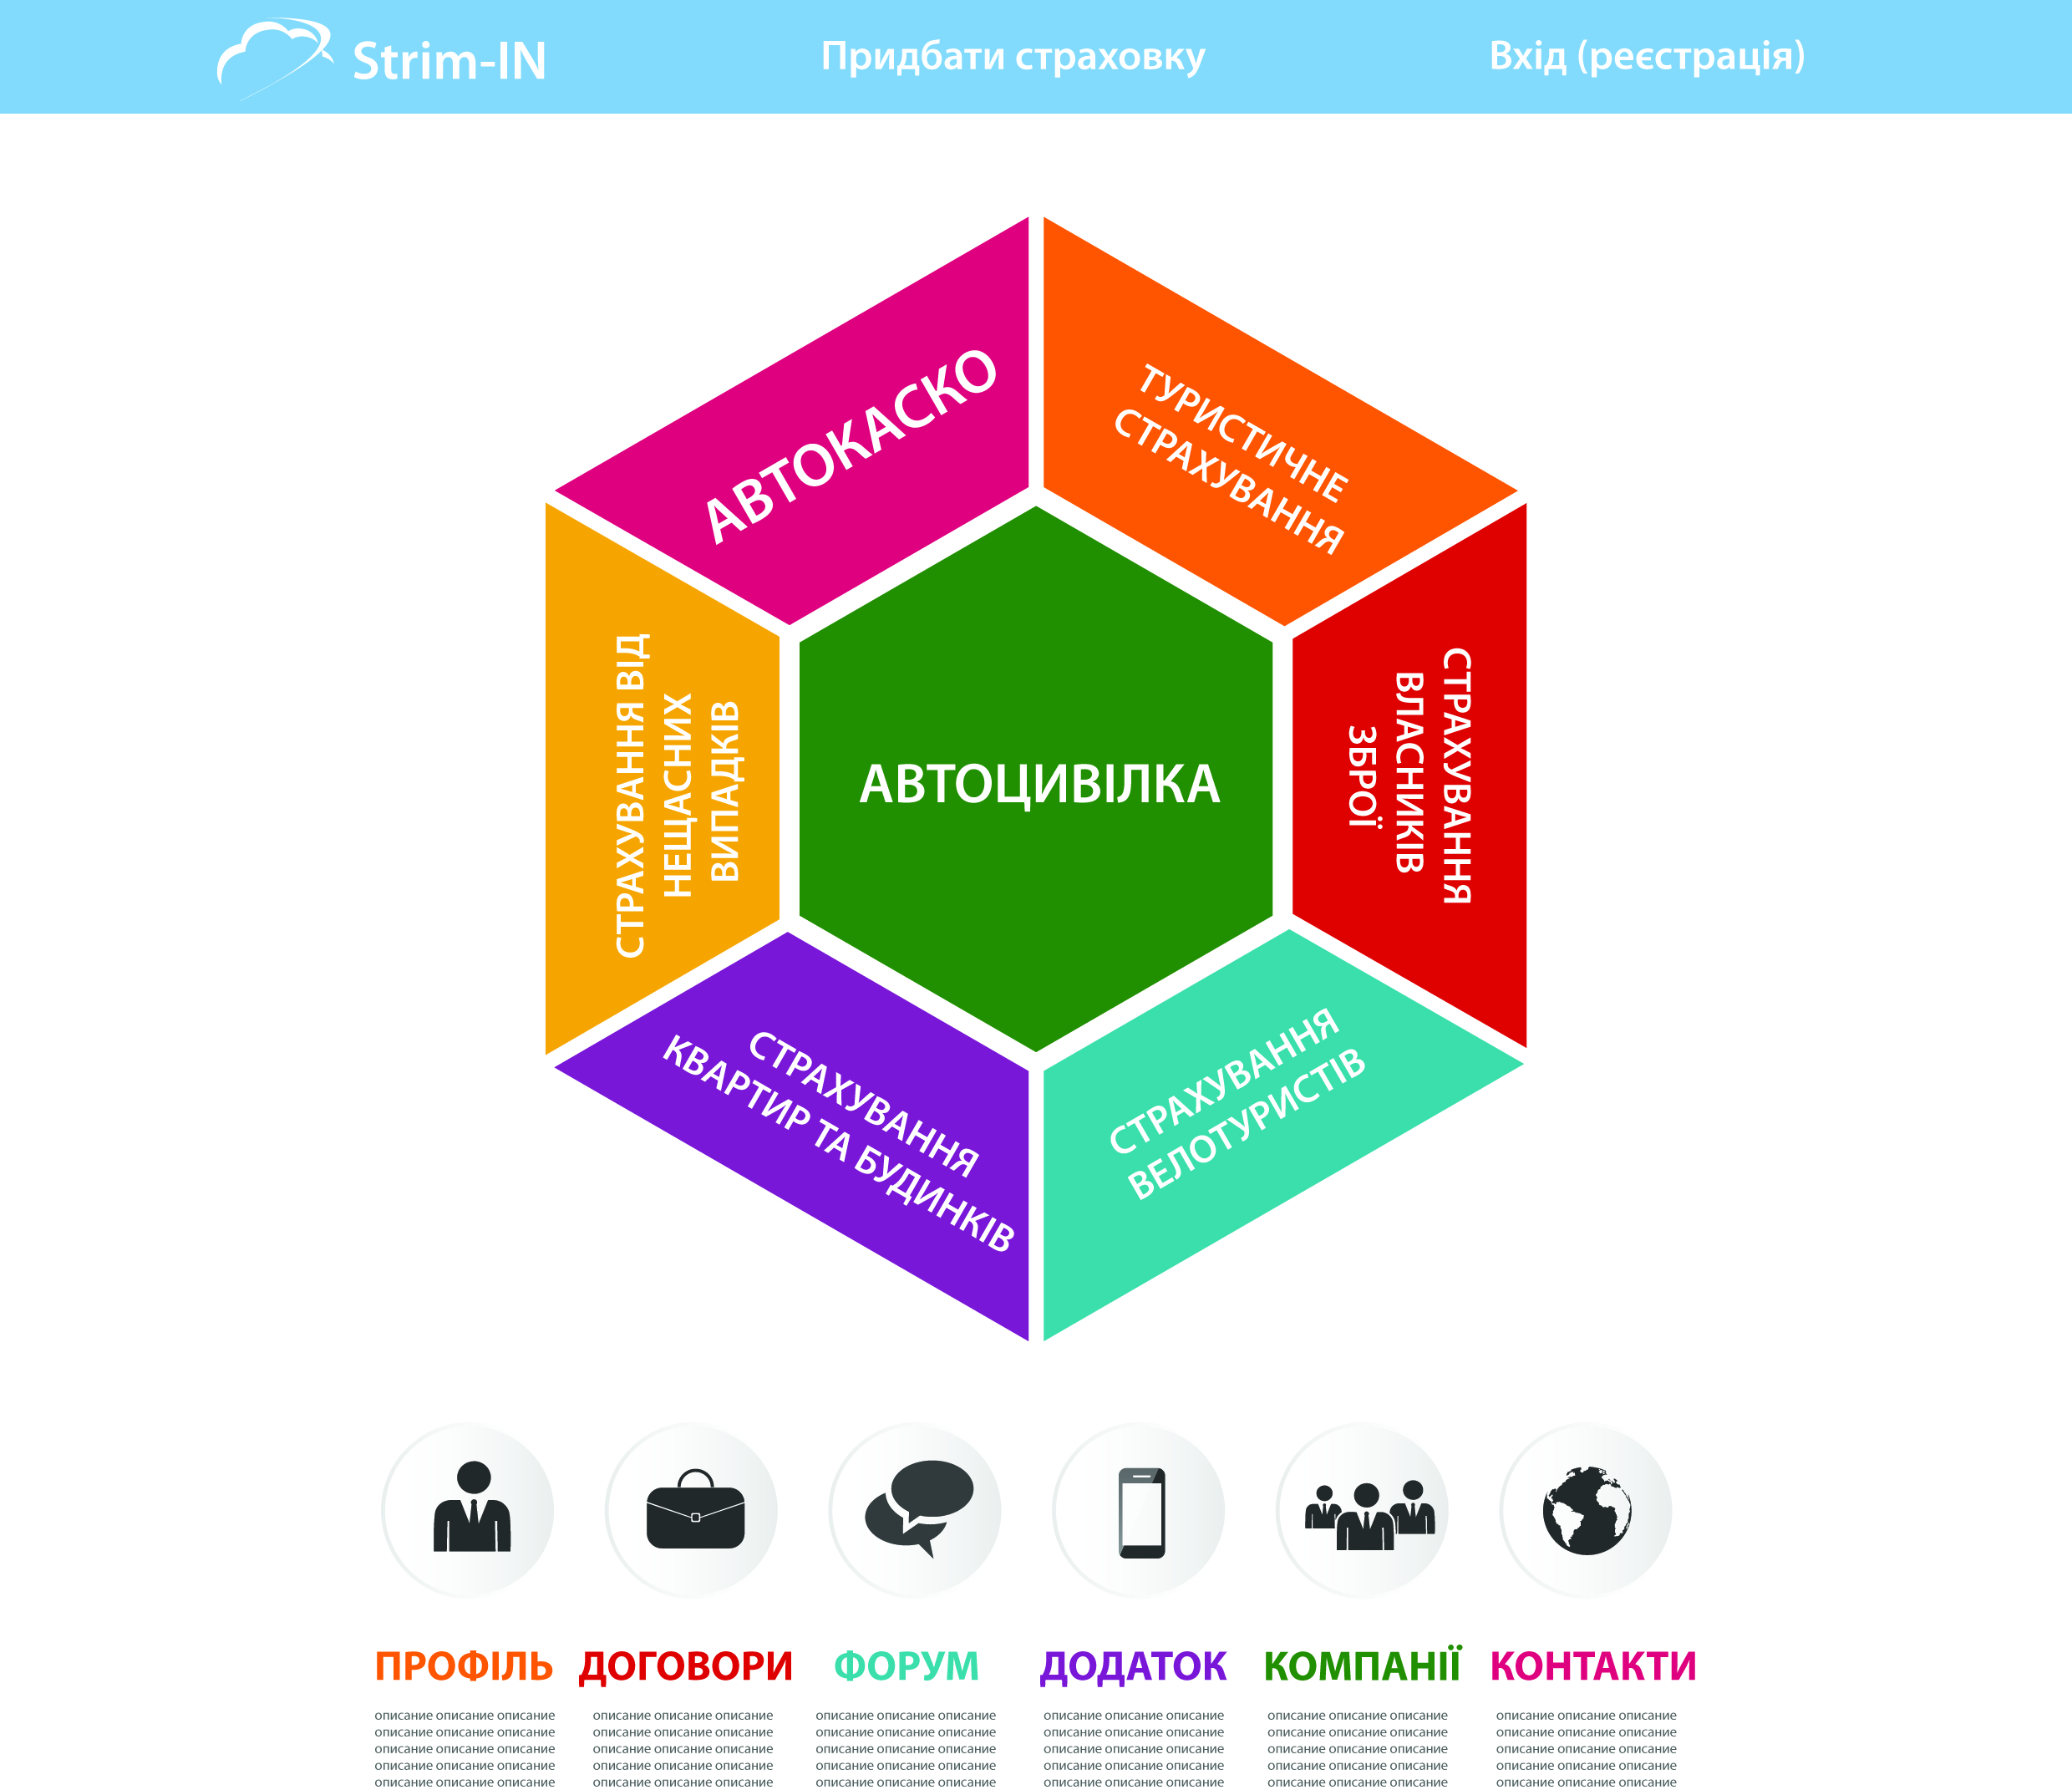 Strim-IN
Придбати страховку
Вхід (реєстрація)
АВТОКАСКО
ТУРИСТИЧНЕ
СТРАХУВАННЯ
СТРАХУВАННЯ ВІД
НЕЩАСНИХ
ВИПАДКІВ
АВТОЦИВІЛКА
СТРАХУВАННЯ
ВЛАСНИКІВ
ЗБРОЇ
СТРАХУВАННЯ
КВАРТИР ТА БУДИНКІВ
СТРАХУВАННЯ
ВЕЛОТУРИСТІВ
ПРОФІЛЬ
описание описание описание
описание описание описание
описание описание описание
описание описание описание
описание описание описание
ДОГОВОРИ
описание описание описание
описание описание описание
описание описание описание
описание описание описание
описание описание описание
ФОРУМ
описание описание описание
описание описание описание
описание описание описание
описание описание описание
описание описание описание
ДОДАТОК
описание описание описание
описание описание описание
описание описание описание
описание описание описание
описание описание описание
КОМПАНІЇ
описание описание описание
описание описание описание
описание описание описание
описание описание описание
описание описание описание
КОНТАКТИ
описание описание описание
описание описание описание
описание описание описание
описание описание описание
описание описание описание